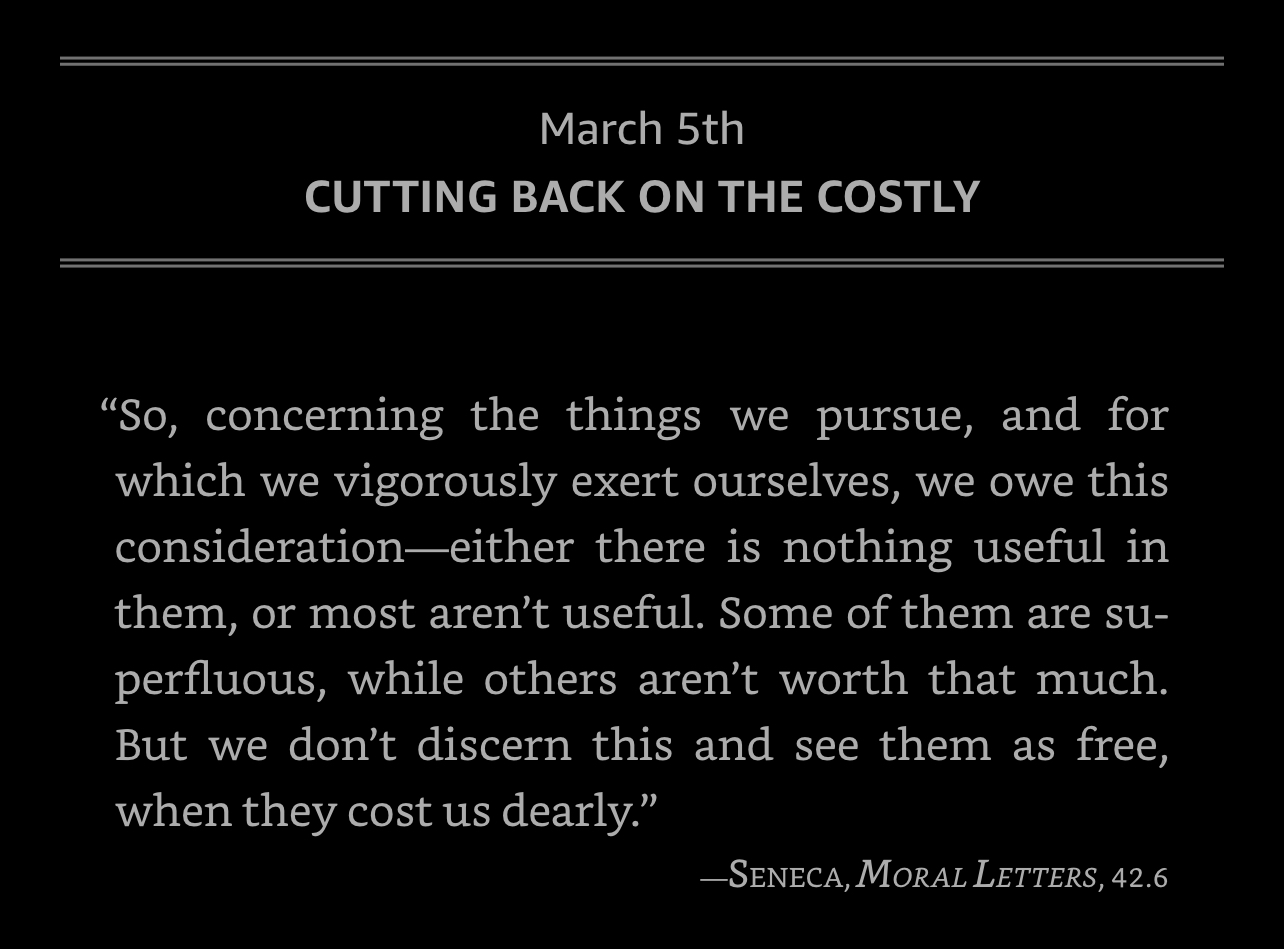 March 5th
CUTTING BACK ON THE COSTLY
“So, concerning the things we pursue, and for
which we vigorously exert ourselves, we owe this
consideration—either there is nothing useful in
them, or most aren’t useful. Some of them are su-
perfluous, while others aren’t worth that much.
But we don’t discern this and see them as free,
when they cost us dearly.”
—SENECA, MORAL LETTERS, 42.6